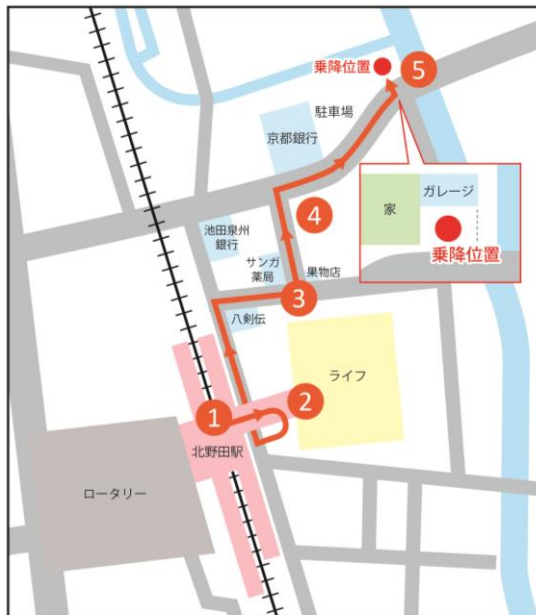 乗降位置
5
駐車場
京都銀行
家
ガレージ
乗降位置
4
池田泉州
銀行
サンガ
薬局
果物店
3
八剣伝
ライフ
1
2
北野田駅
ロータリー